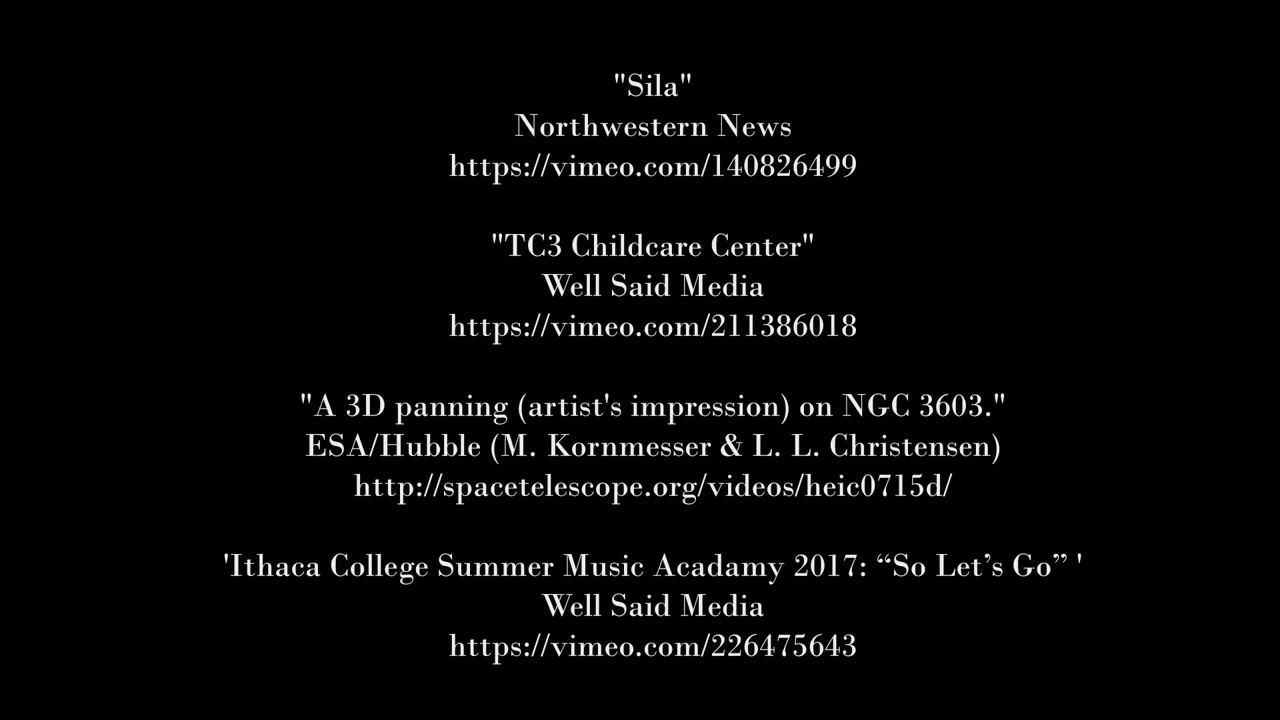 "Sila"
Northwestern News
https://vimeo.com/140826499
"TC3 Childcare Center"
Well Said Media
https://vimeo.com/211386018
"A 3D panning (artist's impression) on NGC 3603."
ESA/Hubble (M. Kornmesser & L. L. Christensen)
http://spacetelescope.org/videos/heic0715d/
'Ithaca College Summer Music Acadamy 2017: “So Let’s Go” '
Well Said Media
https://vimeo.com/226475643